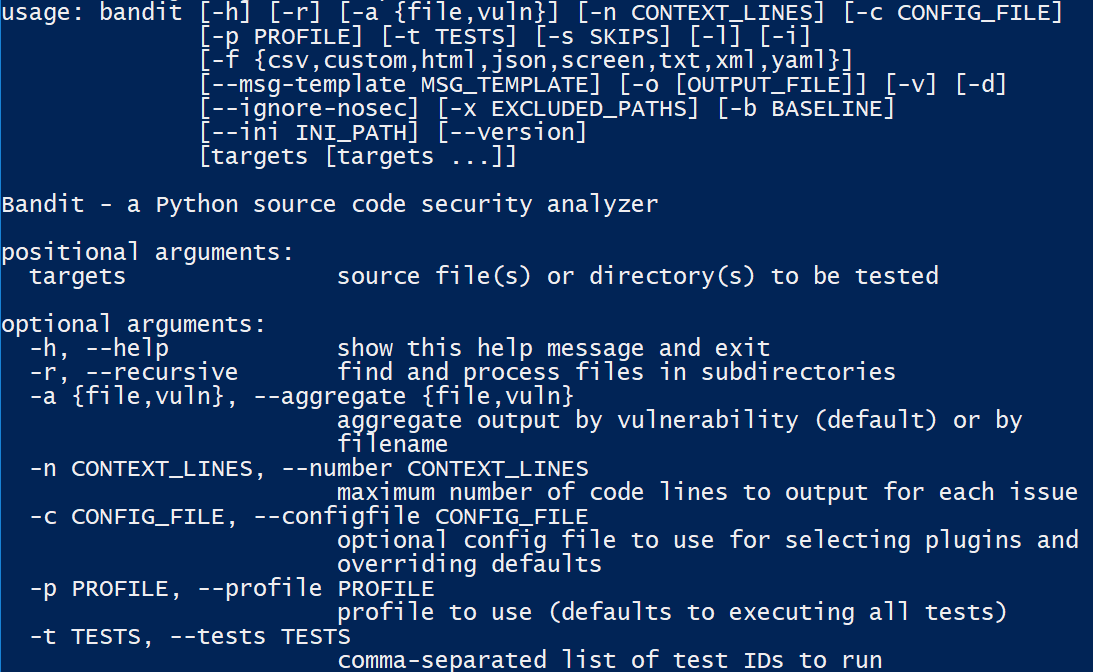 usage: bandit [-h] [-r] [-a {file,vuln}] [-n CONTEXT_LINES] [-c CONFIG_FILE]
              [-p PROFILE] [-t TESTS] [-s SKIPS] [-l] [-i]
              [-f {csv,custom,html,json,screen,txt,xml,yaml}]
              [--msg-template MSG_TEMPLATE] [-o [OUTPUT_FILE]] [-v] [-d]
              [--ignore-nosec] [-x EXCLUDED_PATHS] [-b BASELINE]
              [--ini INI_PATH] [--version]
              [targets [targets ...]]

Bandit - a Python source code security analyzer

positional arguments:
  targets               source file(s) or directory(s) to be tested

optional arguments:
  -h, --help            show this help message and exit
  -r, --recursive       find and process files in subdirectories
  -a {file,vuln}, --aggregate {file,vuln}
                        aggregate output by vulnerability (default) or by
                        filename
  -n CONTEXT_LINES, --number CONTEXT_LINES
                        maximum number of code lines to output for each issue
  -c CONFIG_FILE, --configfile CONFIG_FILE
                        optional config file to use for selecting plugins and
                        overriding defaults
  -p PROFILE, --profile PROFILE
                        profile to use (defaults to executing all tests)
  -t TESTS, --tests TESTS
                        comma-separated list of test IDs to run